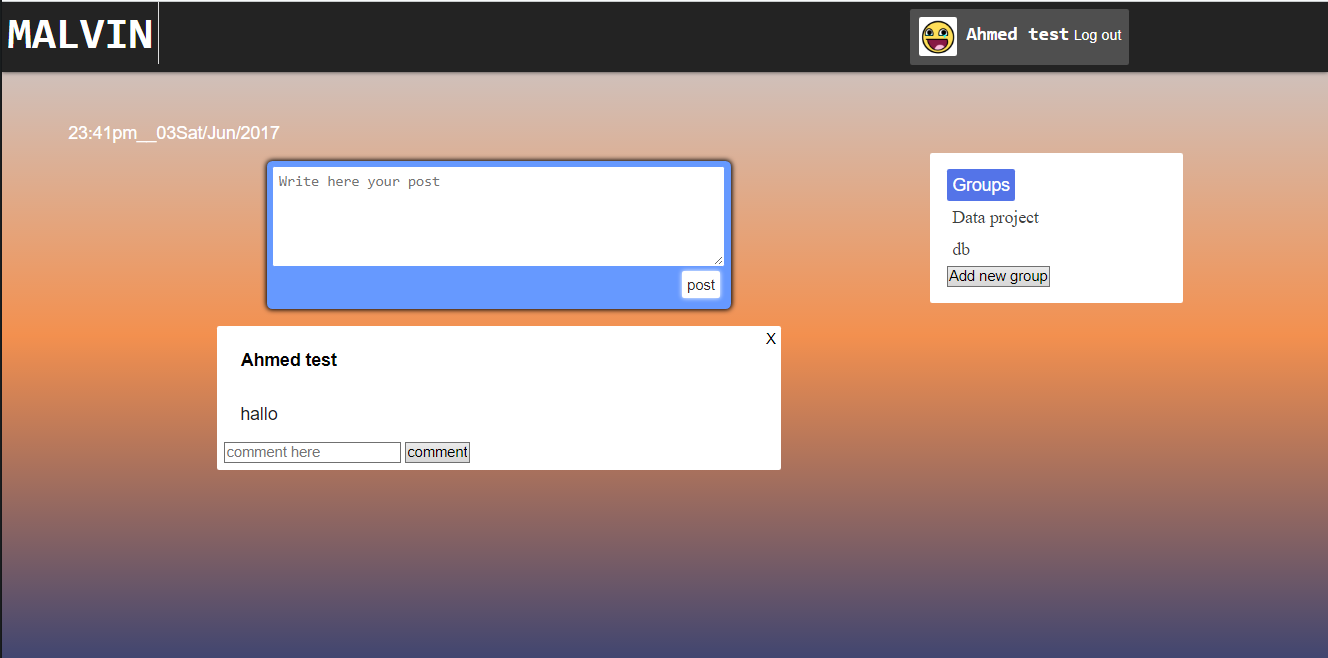 MALVIN
Ahmed test Log out
23:41pm__03Sat/Jun/2017
Write here your post
post
Groups
Data project
db
Add new group
X
Ahmed test
hallo
comment here comment